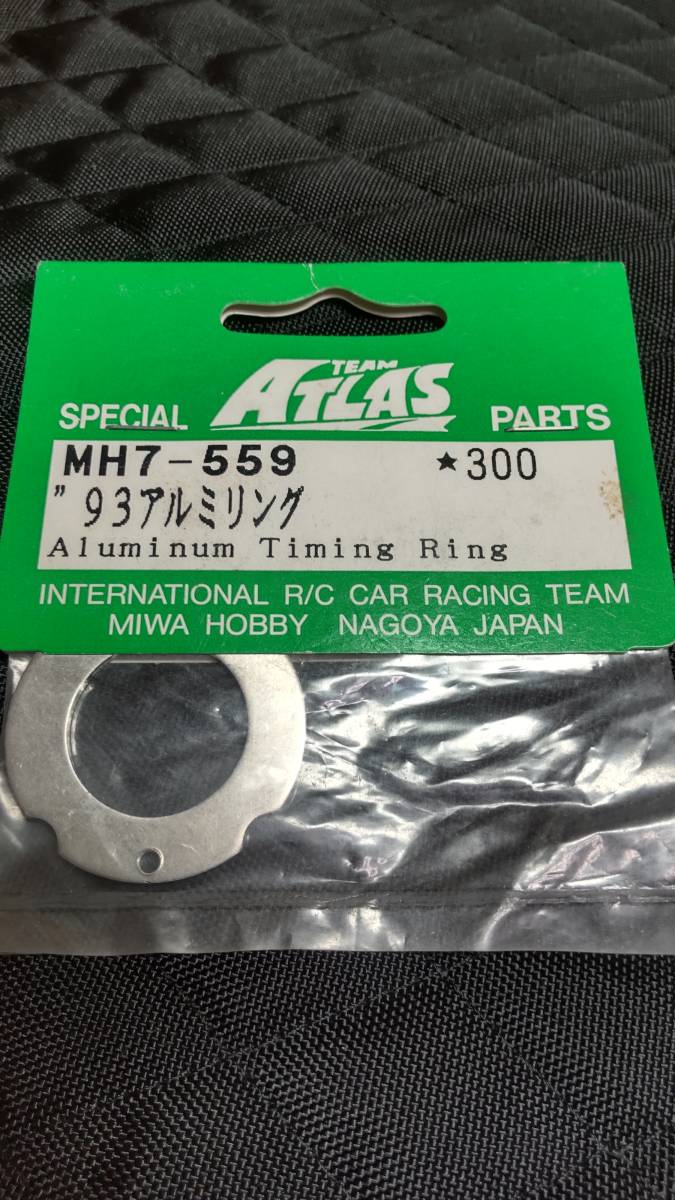 TEAM
ATLAS
SPECIAL PARTS
MH7-559 ★300
"93アルミリング
Aluminum Timing Ring
INTERNATIONAL R/C CAR RACING TEAM
MIWA HOBBY NAGOYA JAPAN